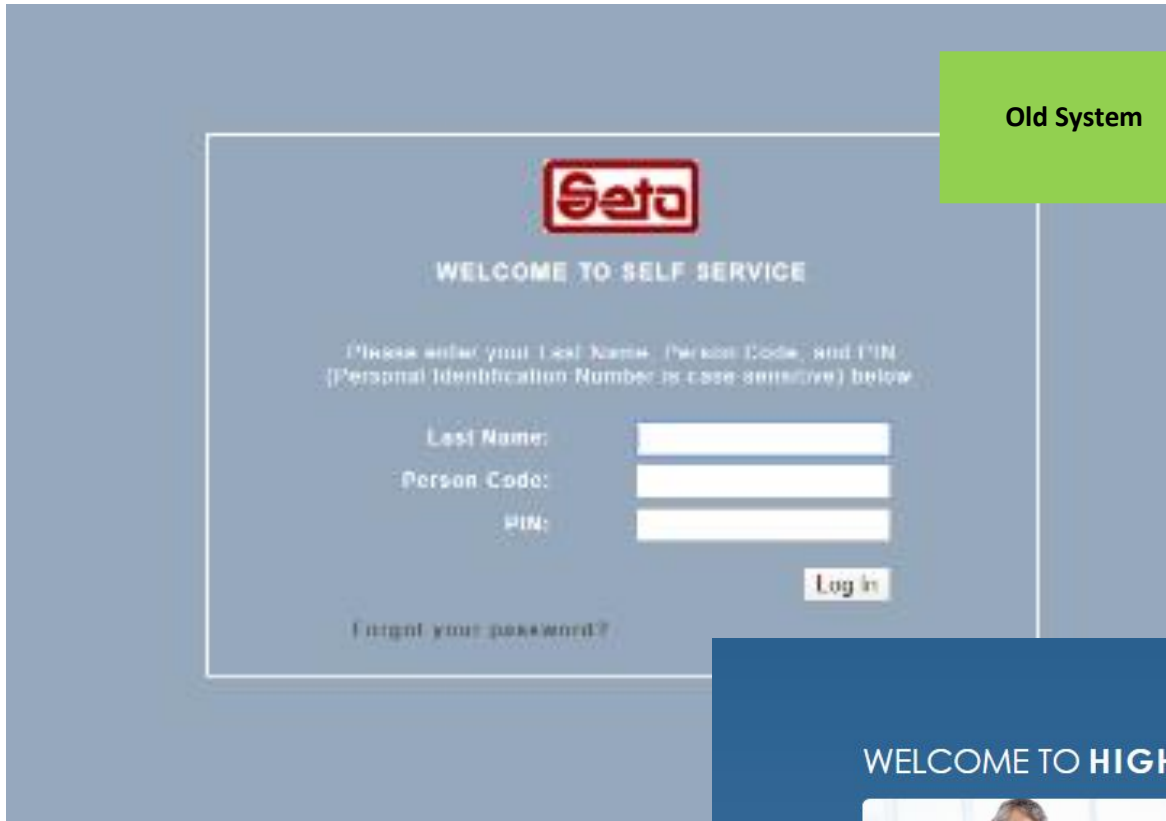 Old System
Seta
WELCOME TO SELF SERVICE
Please enter your Last Name, Person Code, and PIN
(Personal Identification Number is case sensitive) below
Last Name:
Person Code:
PIN:
Log In
Forgot your password?
WELCOME TO HIGH